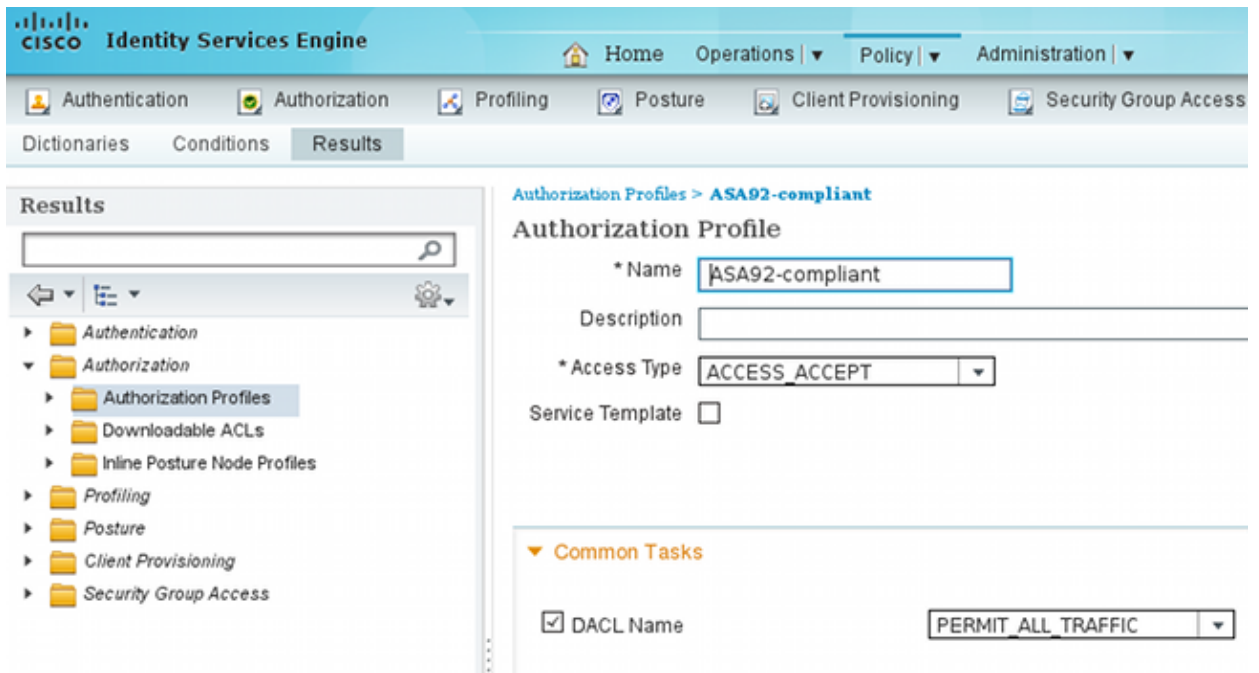 CISCO Identity Services Engine
Home Operations | ▼ Policy | ▼ Administration | ▼
Authentication Authorization Profiling Posture Client Provisioning Security Group Access
Dictionaries Conditions Results
Results
Authentication
Authorization
Authorization Profiles
Downloadable ACLs
Inline Posture Node Profiles
Profiling
Posture
Client Provisioning
Security Group Access
Authorization Profiles > ASA92-compliant
Authorization Profile
* Name ASA92-compliant
Description
* Access Type ACCESS_ACCEPT
Service Template
Common Tasks
DACL Name PERMIT_ALL_TRAFFIC